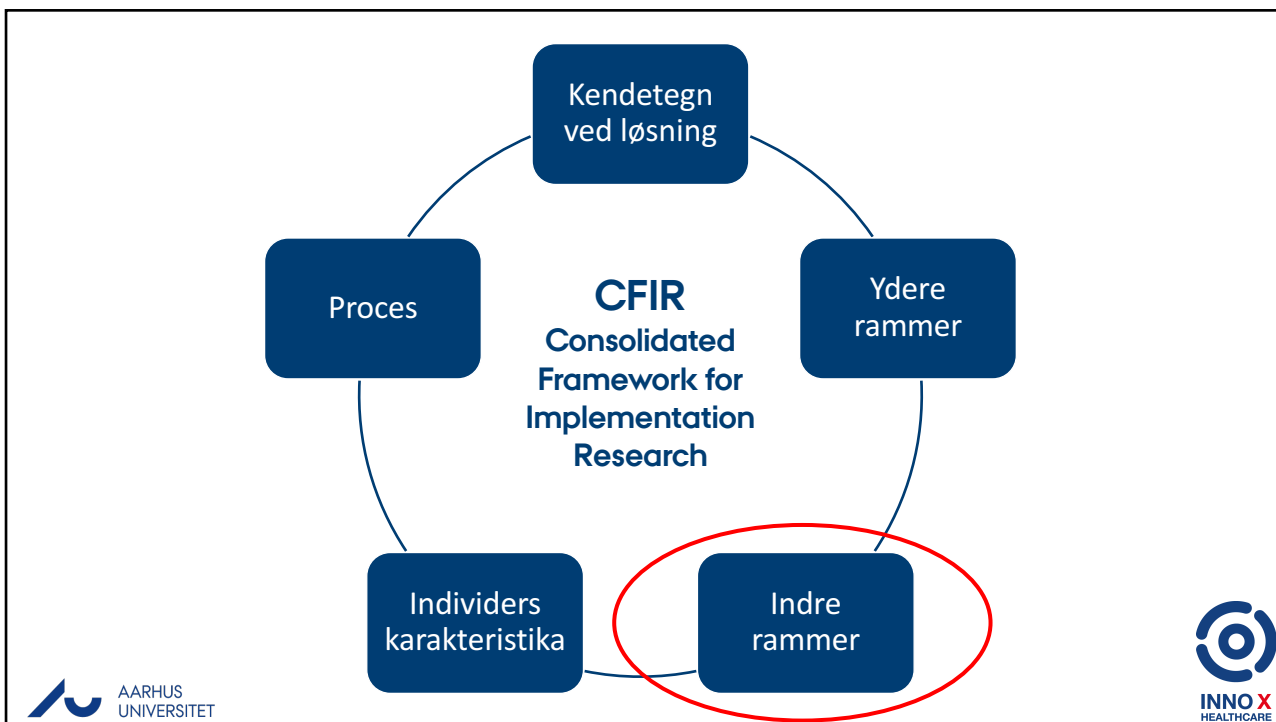 Kendetegn
ved løsning
Proces
CFIR
Consolidated
Framework for
Implementation
Research
Ydere
rammer
Individers
karakteristika
Indre
rammer
AARHUS
UNIVERSITET
INNO X
HEALTHCARE